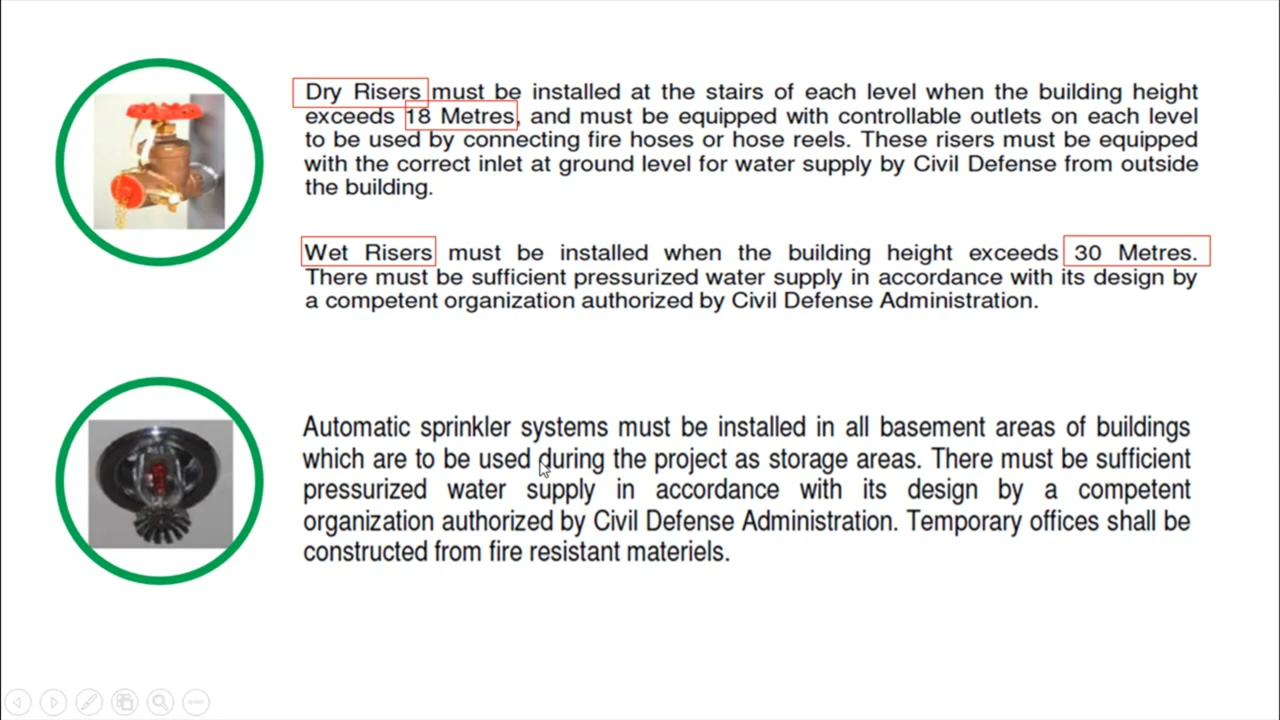 Dry Risers must be installed at the stairs of each level when the building height
exceeds 18 Metres, and must be equipped with controllable outlets on each level
to be used by connecting fire hoses or hose reels. These risers must be equipped
with the correct inlet at ground level for water supply by Civil Defense from outside
the building.
Wet Risers must be installed when the building height exceeds 30 Metres.
There must be sufficient pressurized water supply in accordance with its design by
a competent organization authorized by Civil Defense Administration.
Automatic sprinkler systems must be installed in all basement areas of buildings
which are to be used during the project as storage areas. There must be sufficient
pressurized water supply in accordance with its design by a competent
organization authorized by Civil Defense Administration. Temporary offices shall be
constructed from fire resistant materiels.